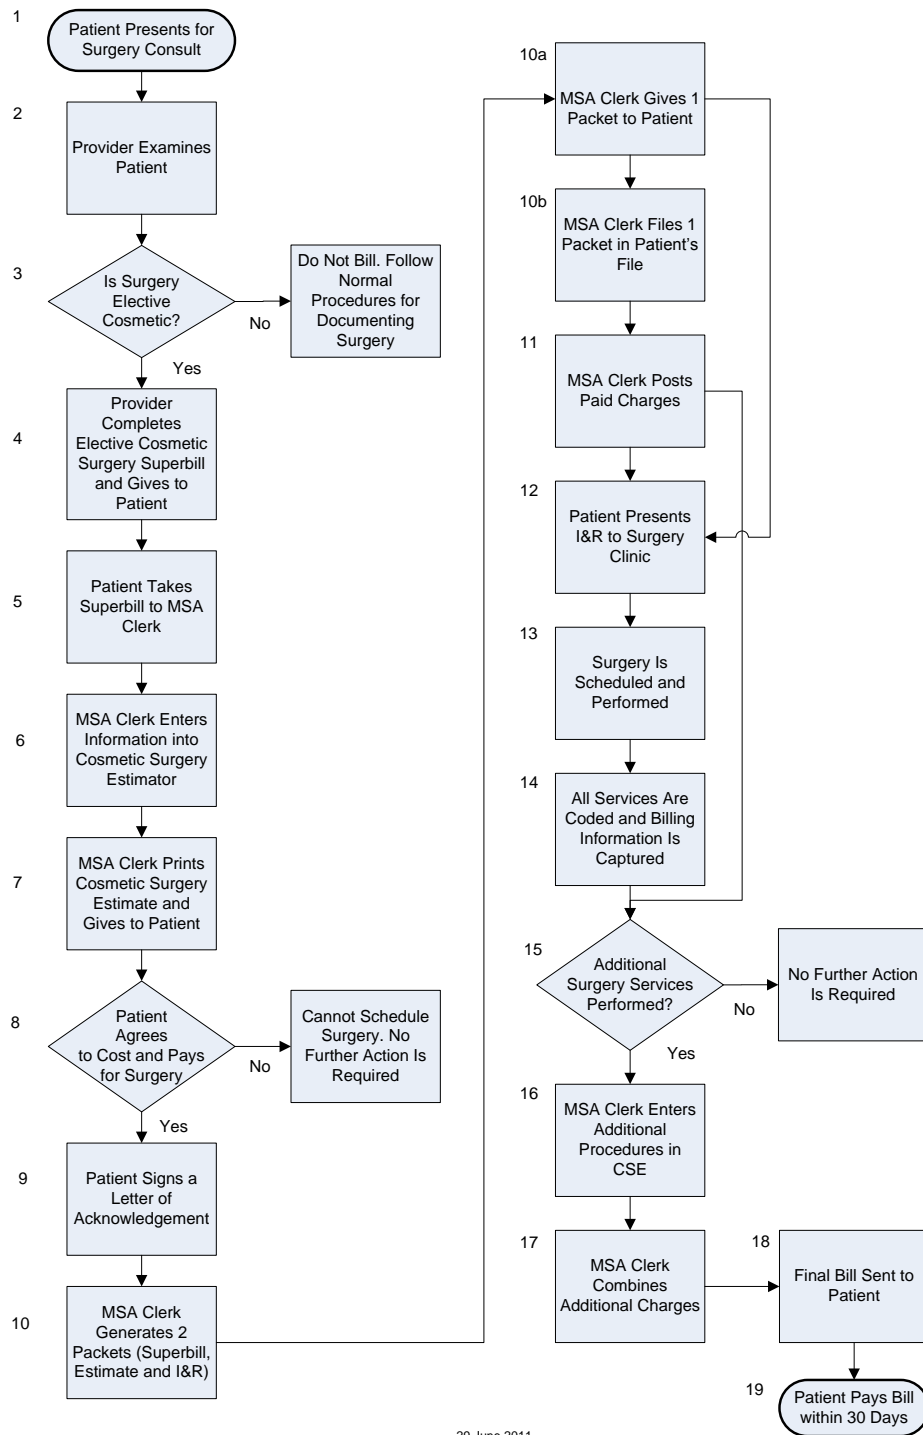 1
Patient Presents for
Surgery Consult
2
Provider Examines
Patient
3
Is Surgery
Elective
Cosmetic?
No
Do Not Bill. Follow
Normal
Procedures for
Documenting
Surgery
Yes
4
Provider
Completes
Elective Cosmetic
Surgery Superbill
and Gives to
Patient
5
Patient Takes
Superbill to MSA
Clerk
6
MSA Clerk Enters
Information into
Cosmetic Surgery
Estimator
7
MSA Clerk Prints
Cosmetic Surgery
Estimate and
Gives to Patient
8
Patient
Agrees
to Cost and Pays
for Surgery
No
Cannot Schedule
Surgery. No
Further Action Is
Required
Yes
9
Patient Signs a
Letter of
Acknowledgement
10
MSA Clerk
Generates 2
Packets (Superbill,
Estimate and I&R)
10a
MSA Clerk Gives 1
Packet to Patient
10b
MSA Clerk Files 1
Packet in Patient's
File
11
MSA Clerk Posts
Paid Charges
12
Patient Presents
I&R to Surgery
Clinic
13
Surgery Is
Scheduled and
Performed
14
All Services Are
Coded and Billing
Information Is
Captured
15
Additional
Surgery Services
Performed?
No
No Further Action
Is Required
Yes
16
MSA Clerk Enters
Additional
Procedures in
CSE
17
MSA Clerk
Combines
Additional Charges
18
Final Bill Sent to
Patient
19
Patient Pays Bill
within 30 Days
June 2011